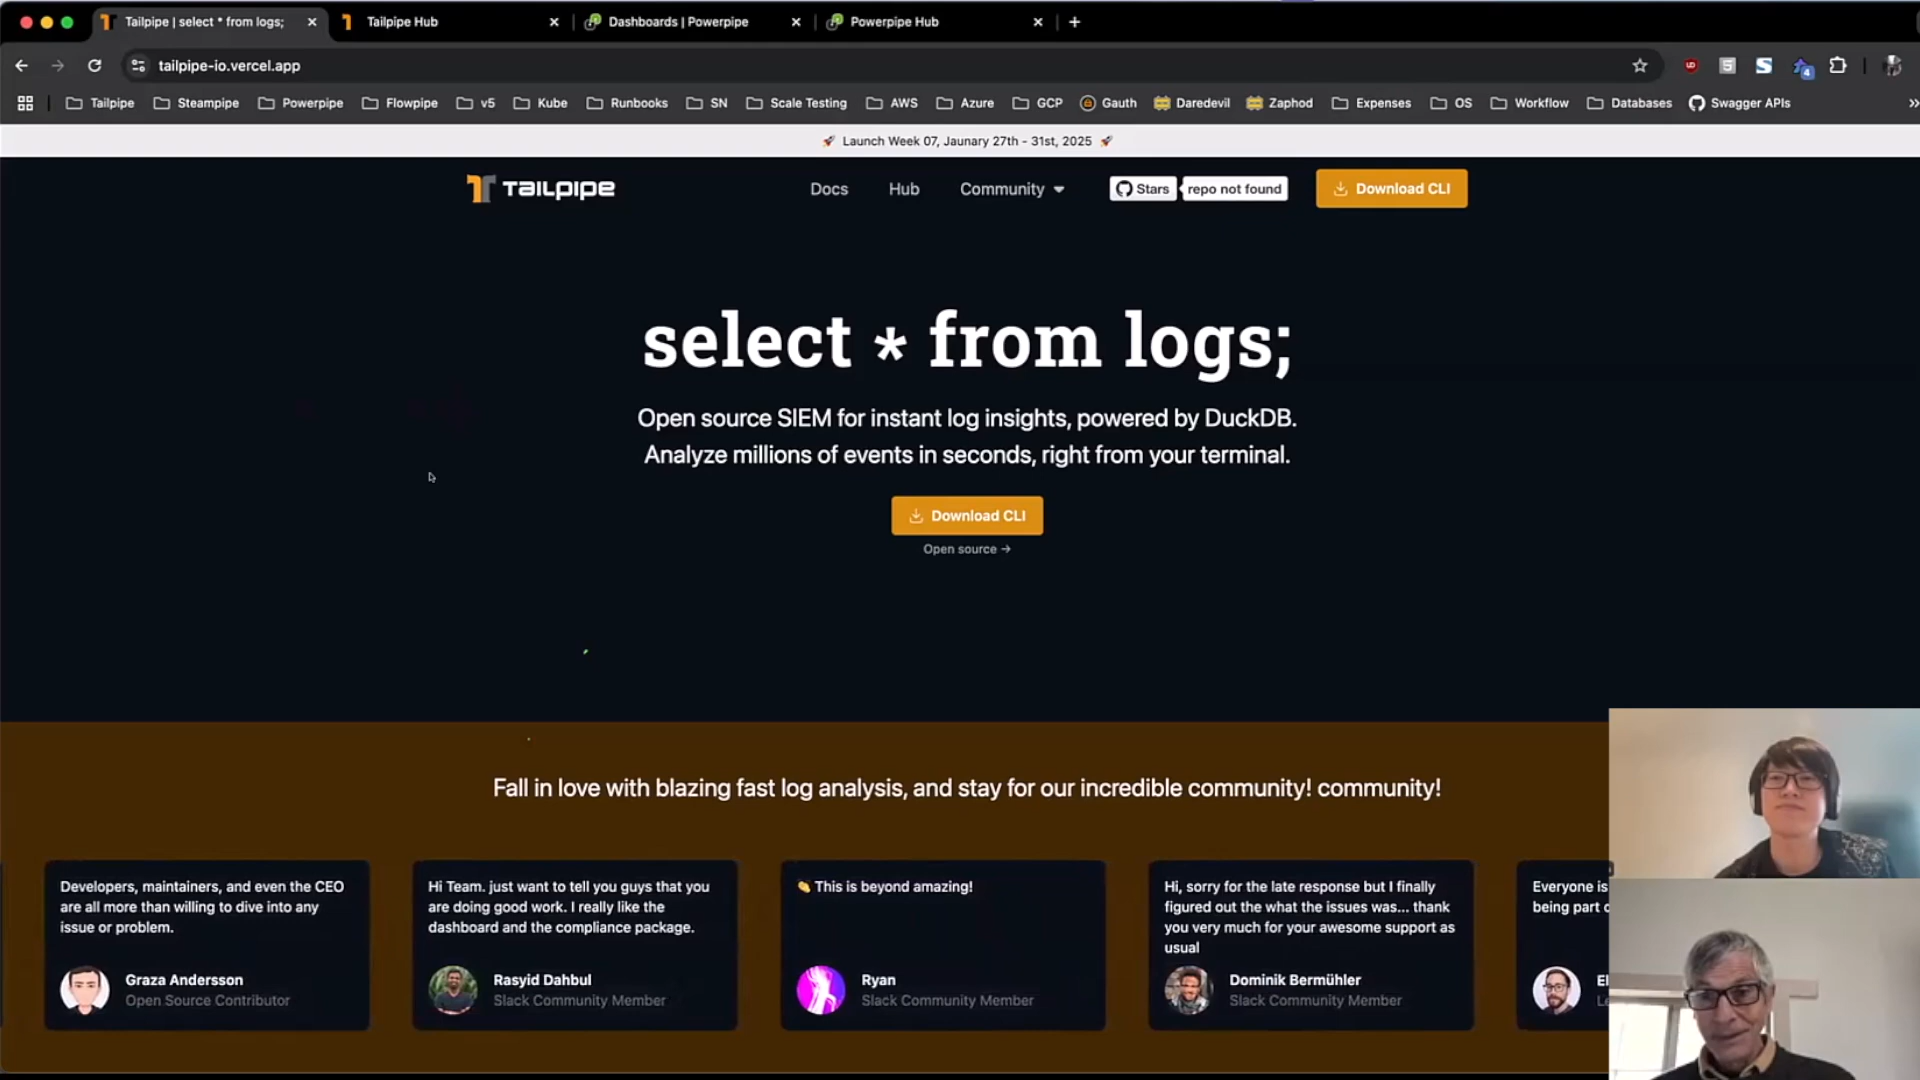 Tailpipe | select * from logs;
Tailpipe Hub
Dashboards | Powerpipe
Powerpipe Hub
tailpipe-io.vercel.app
4
Tailpipe
Steampipe
Powerpipe
Flowpipe
v5
Kube
Runbooks
SN
Scale Testing
AWS
Azure
GCP
Gauth
Daredevil
Zaphod
Expenses
OS
Workflow
Databases
Swagger APIs
🚀 Launch Week 07, Jaunary 27th - 31st, 2025 🚀
Tailpipe
Docs
Hub
Community
Stars
repo not found
Download CLI
select * from logs;
Open source SIEM for instant log insights, powered by DuckDB.
Analyze millions of events in seconds, right from your terminal.
Download CLI
Open source →
Fall in love with blazing fast log analysis, and stay for our incredible community! community!
Developers, maintainers, and even the CEO
are all more than willing to dive into any
issue or problem.
Graza Andersson
Open Source Contributor
Hi Team. just want to tell you guys that you
are doing good work. I really like the
dashboard and the compliance package.
Rasyid Dahbul
Slack Community Member
👏 This is beyond amazing!
Ryan
Slack Community Member
Hi, sorry for the late response but I finally
figured out the what the issues was... thank
you very much for your awesome support as
usual
Dominik Bermühler
Slack Community Member
Everyone is
being part